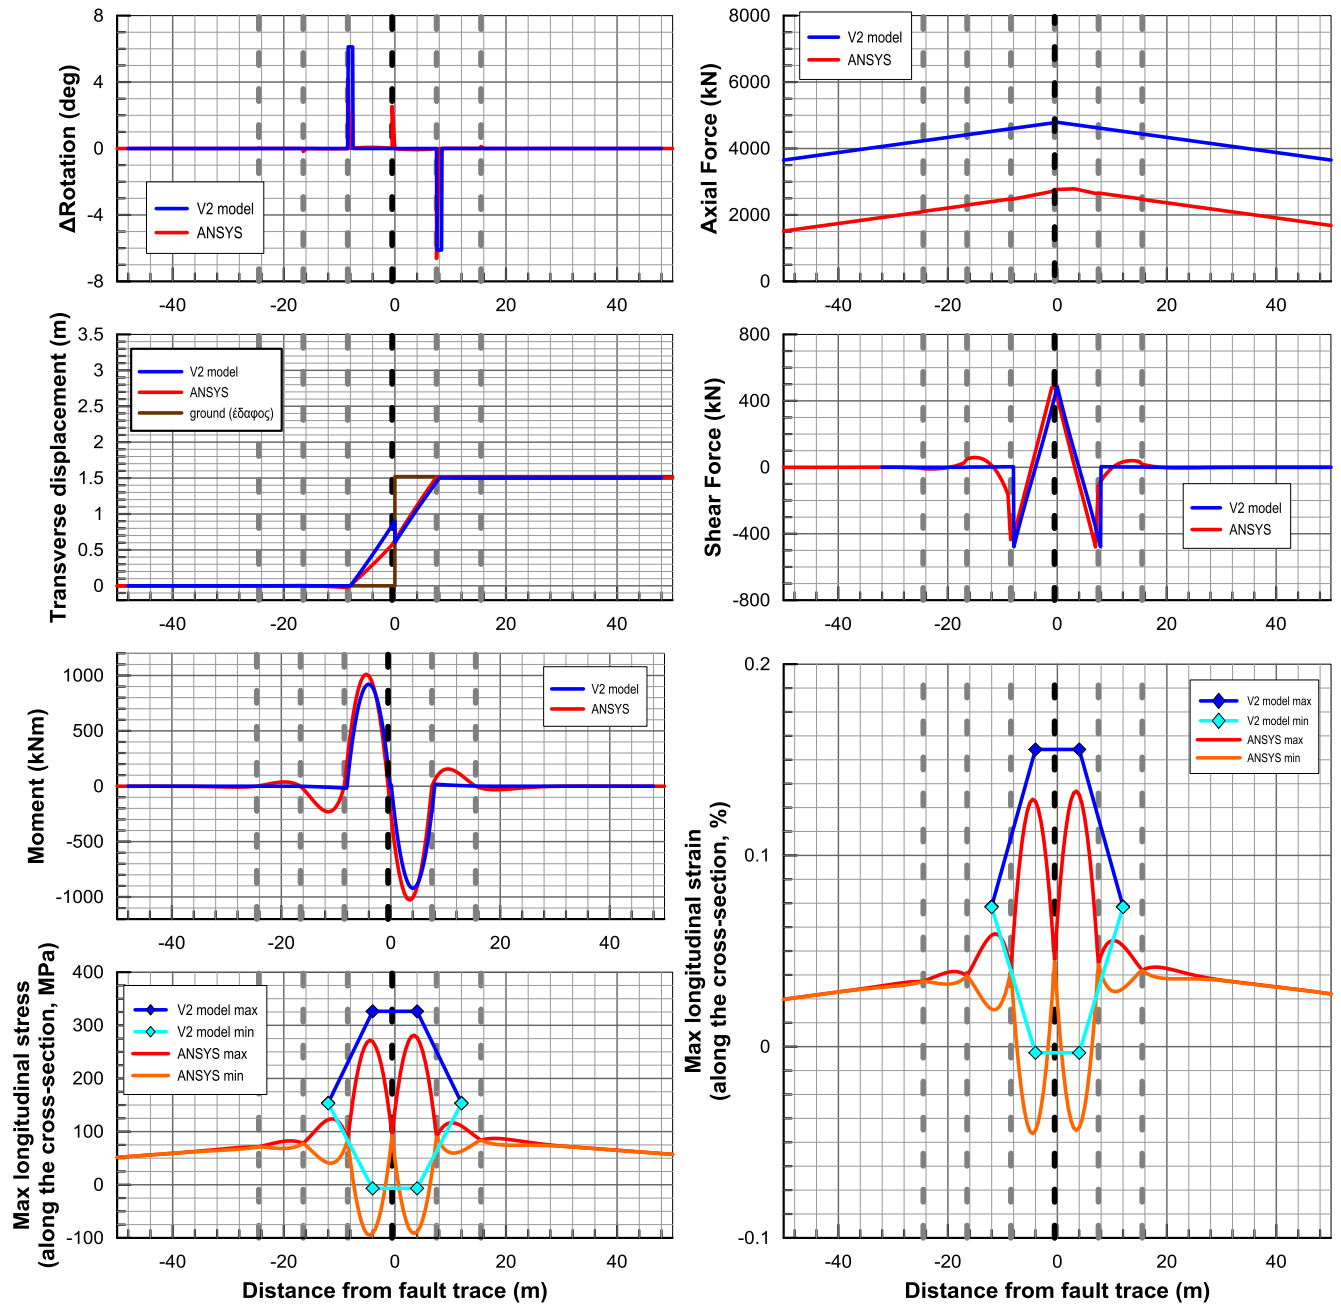 ΔRotation (deg)
8
4
0
-4
-8
V2 model
ANSYS
-40
-20
0
20
40
Axial Force (kN)
8000
6000
4000
2000
0
V2 model
ANSYS
-40
-20
0
20
40
Transverse displacement (m)
3.5
3
2.5
2
1.5
1
0.5
0
V2 model
ANSYS
ground (έδαφος)
-40
-20
0
20
40
Shear Force (kN)
800
400
0
-400
-800
V2 model
ANSYS
-40
-20
0
20
40
Moment (kNm)
1000
500
0
-500
-1000
V2 model
ANSYS
-40
-20
0
20
40
Max longitudinal stress
(along the cross-section, MPa)
400
300
200
100
0
-100
V2 model max
V2 model min
ANSYS max
ANSYS min
-40
-20
0
20
40
Distance from fault trace (m)
Max longitudinal strain
(along the cross-section, %)
0.2
0.1
0
-0.1
V2 model max
V2 model min
ANSYS max
ANSYS min
-40
-20
0
20
40
Distance from fault trace (m)